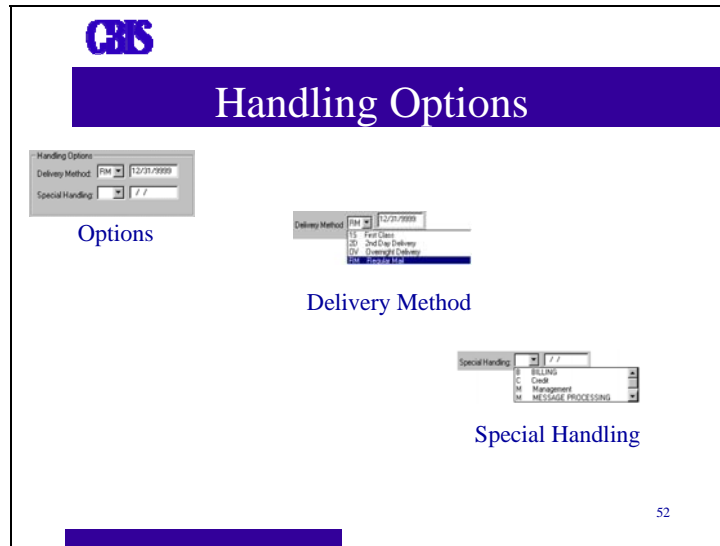 CBIS
Handling Options
Handling Options
Delivery Method: RM 12/31/9999
Special Handling: / /
Options
Delivery Method RM 12/31/9999
1S First Class
2D 2nd Day Delivery
OV Overnight Delivery
RM Regular Mail
Delivery Method
Special Handling: / /
B BILLING
C Credit
M Management
M MESSAGE PROCESSING
Special Handling
52